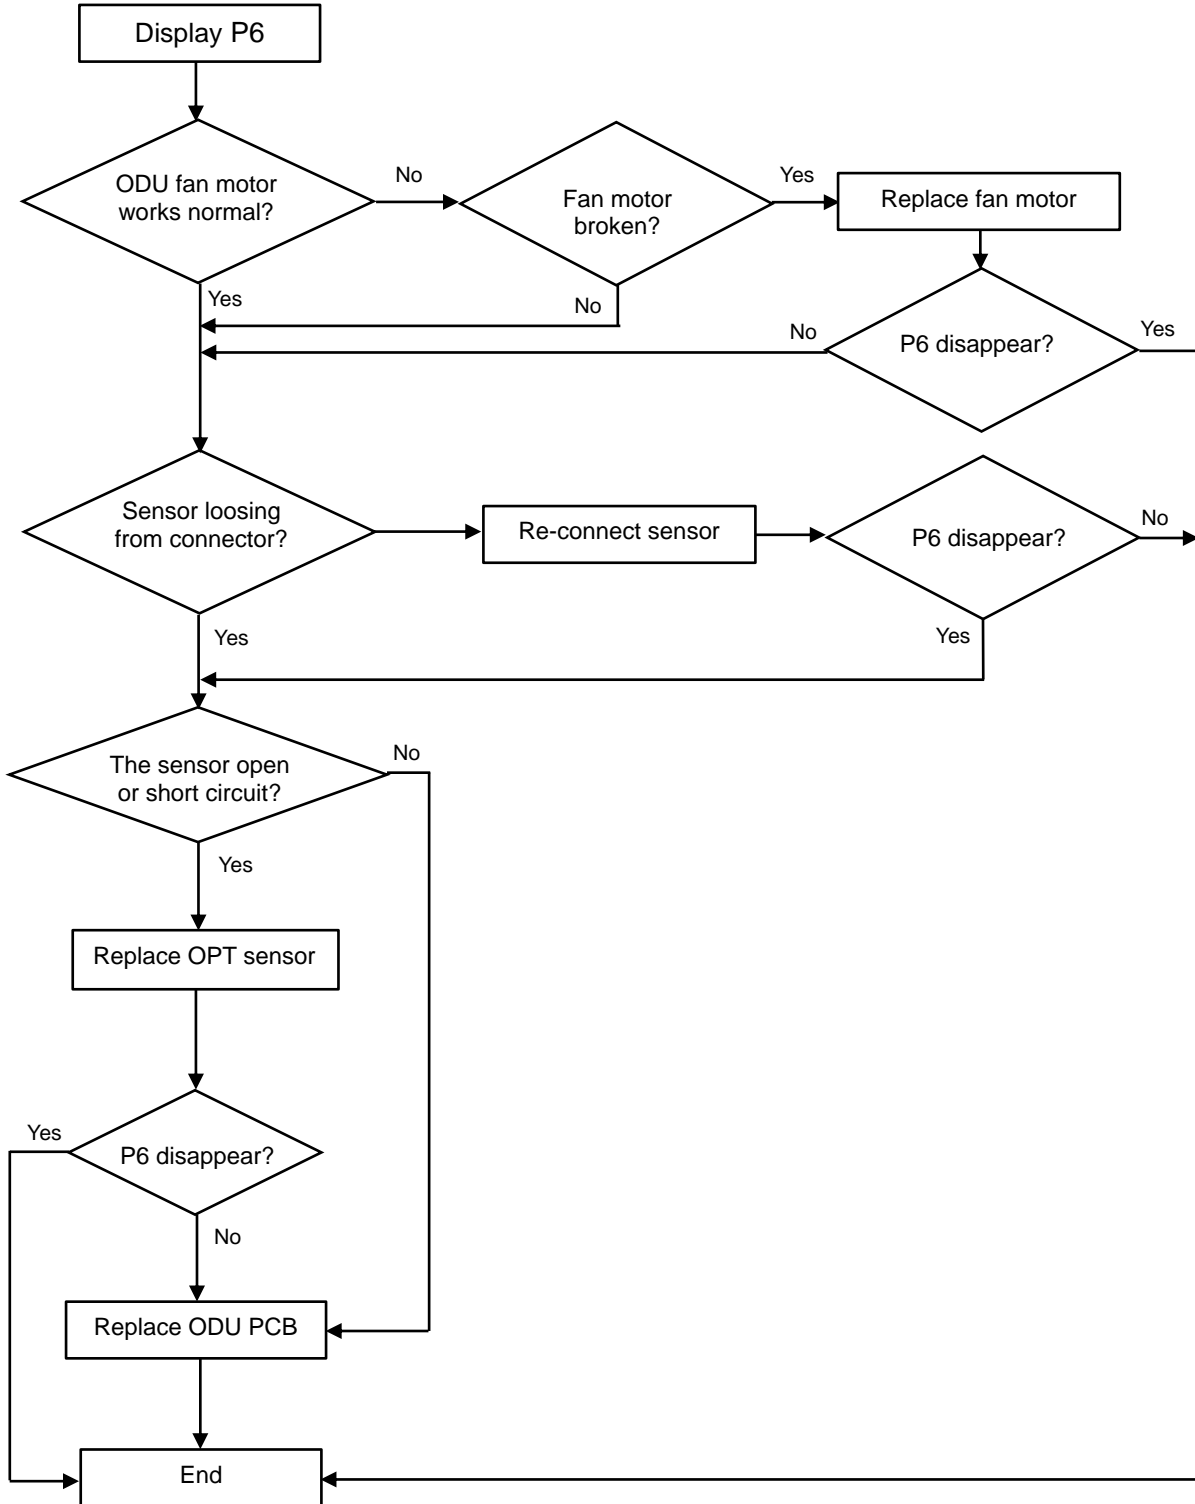 Display P6
ODU fan motor
works normal?
No
Fan motor
broken?
Yes
Replace fan motor
Yes
No
No
P6 disappear?
Yes
Sensor loosing
from connector?
Re-connect sensor
P6 disappear?
No
Yes
Yes
The sensor open
or short circuit?
No
Yes
Replace OPT sensor
Yes
P6 disappear?
No
Replace ODU PCB
End